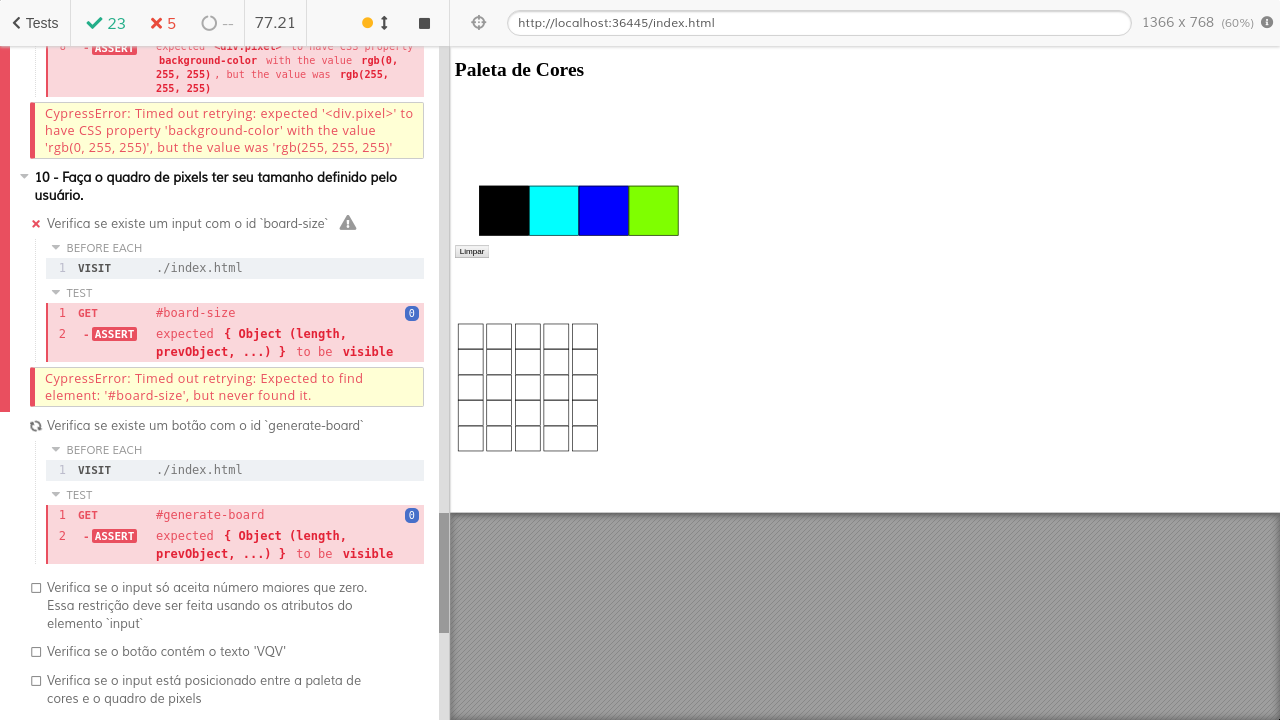 Tests
23
5
--
77.21
http://localhost:36445/index.html
1366 x 768 (60%)
6 -ASSERT expected <div.pixel> to have CSS property
background-color with the value rgb(0,
255, 255) , but the value was rgb(255,
255, 255)
CypressError: Timed out retrying: expected '<div.pixel>' to
have CSS property 'background-color' with the value
'rgb(0, 255, 255)', but the value was 'rgb(255, 255, 255)'
10 - Faça o quadro de pixels ter seu tamanho definido pelo
usuário.
Verifica se existe um input com o id `board-size`
BEFORE EACH
1 VISIT ./index.html
TEST
1 GET #board-size 0
2 -ASSERT expected { Object (length,
prevObject, ...) } to be visible
CypressError: Timed out retrying: Expected to find
element: '#board-size', but never found it.
Verifica se existe um botão com o id `generate-board`
BEFORE EACH
1 VISIT ./index.html
TEST
1 GET #generate-board 0
2 -ASSERT expected { Object (length,
prevObject, ...) } to be visible
Verifica se o input só aceita número maiores que zero.
Essa restrição deve ser feita usando os atributos do
elemento `input`
Verifica se o botão contém o texto 'VQV'
Verifica se o input está posicionado entre a paleta de
cores e o quadro de pixels
Paleta de Cores
Limpar